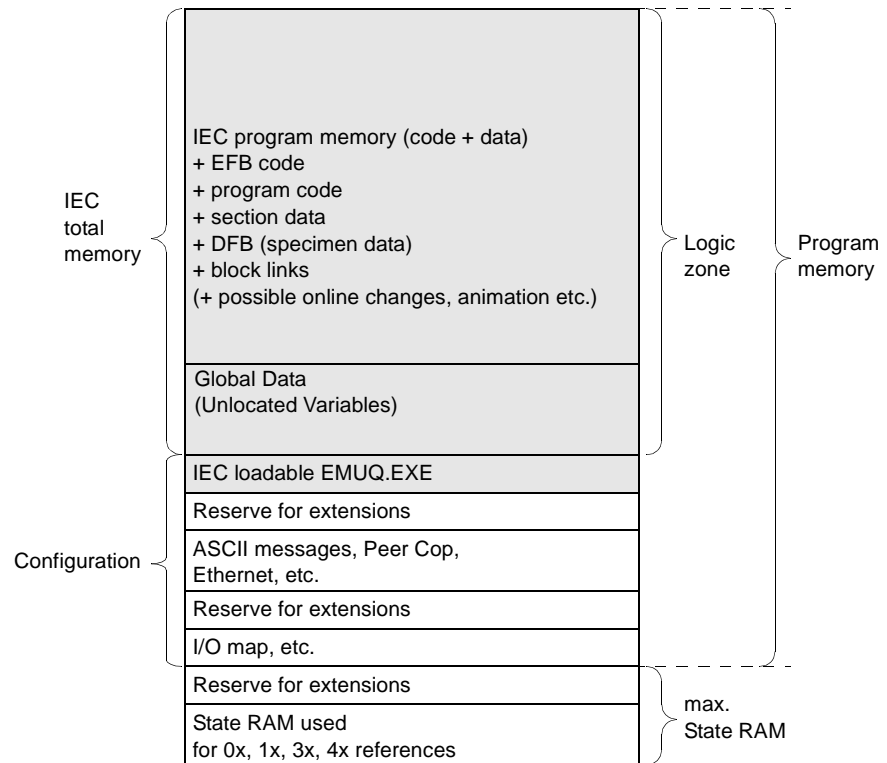 IEC program memory (code + data)
+ EFB code
+ program code
+ section data
+ DFB (specimen data)
+ block links
(+ possible online changes, animation etc.)
IEC
total
memory
Logic
zone
Program
memory
Global Data
(Unlocated Variables)
IEC loadable EMUQ.EXE
Reserve for extensions
Configuration
ASCII messages, Peer Cop,
Ethernet, etc.
Reserve for extensions
I/O map, etc.
Reserve for extensions
State RAM used
for 0x, 1x, 3x, 4x references
max.
State RAM